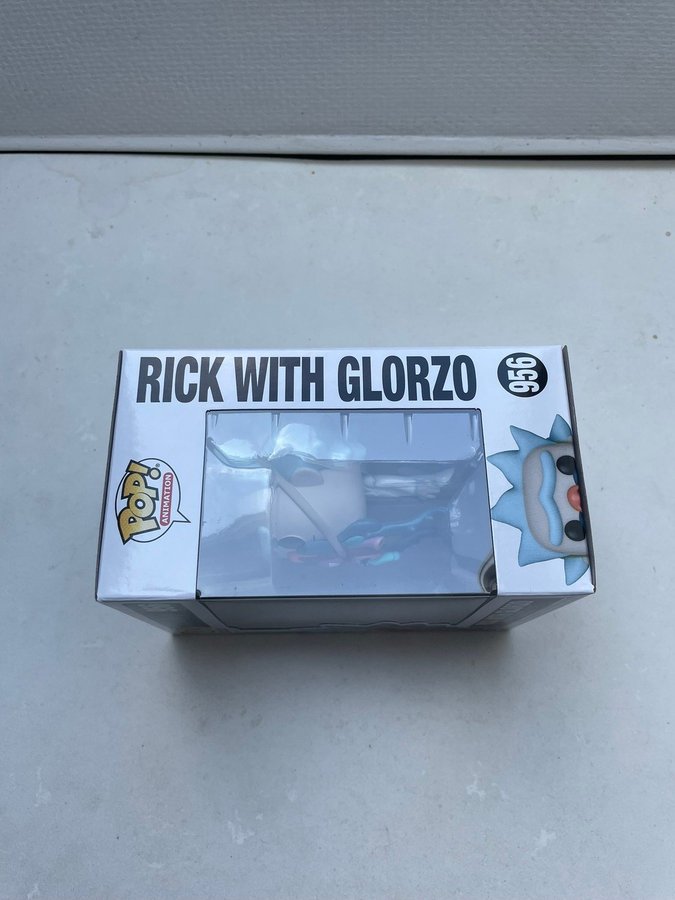 RICK WITH GLORZO
956
POP!
ANIMATION